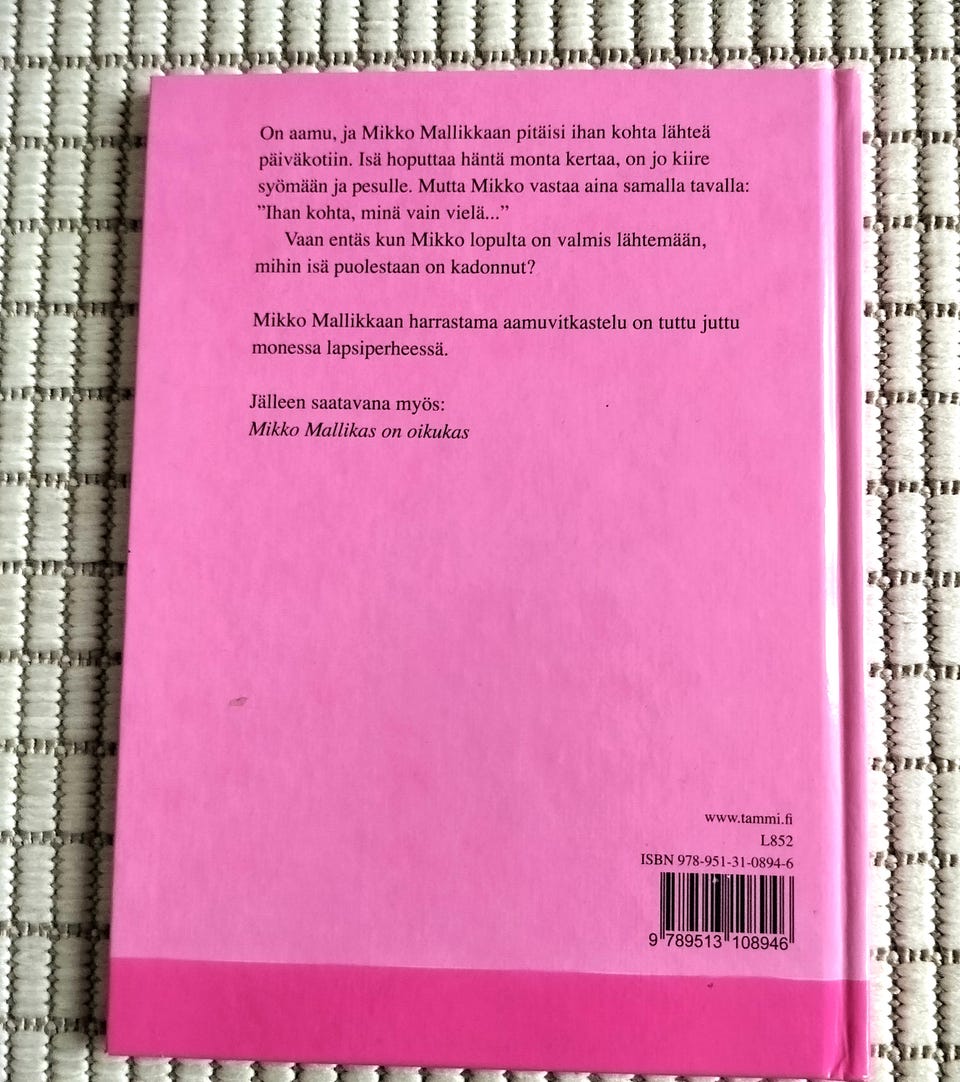 On aamu, ja Mikko Mallikkaan pitäisi ihan kohta lähteä
päiväkotiin. Isä hoputtaa häntä monta kertaa, on jo kiire
syömään ja pesulle. Mutta Mikko vastaa aina samalla tavalla:
”Ihan kohta, minä vain vielä...”
Vaan entäs kun Mikko lopulta on valmis lähtemään,
mihin isä puolestaan on kadonnut?
Mikko Mallikkaan harrastama aamuvitkastelu on tuttu juttu
monessa lapsiperheessä.
Jälleen saatavana myös:
Mikko Mallikas on oikukas
www.tammi.fi
L852
ISBN 978-951-31-0894-6
9 789513 108946